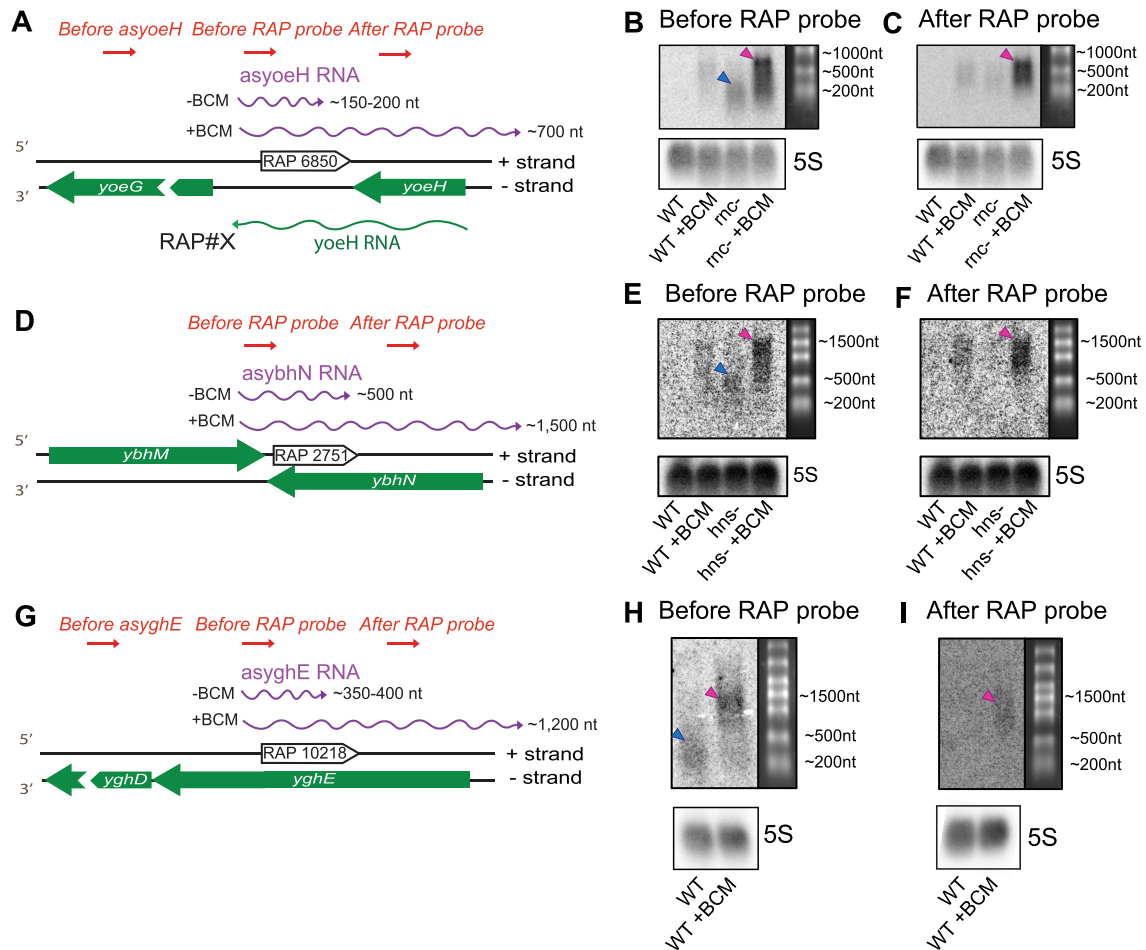 A
Before asyoeH Before RAP probe After RAP probe
asyoeH RNA
-BCM ~150-200 nt
+BCM ~700 nt
5′ RAP 6850 + strand
3′ yoeG yoeH - strand
RAP#X yoeH RNA
B Before RAP probe
~1000nt
~500nt
~200nt
5S
WT
WT +BCM
rnc-
rnc- +BCM
C After RAP probe
~1000nt
~500nt
~200nt
5S
WT
WT +BCM
rnc-
rnc- +BCM
D
Before RAP probe After RAP probe
asybhN RNA
-BCM ~500 nt
+BCM ~1,500 nt
5′ ybhM RAP 2751 + strand
3′ ybhN - strand
E Before RAP probe
~1500nt
~500nt
~200nt
5S
WT
WT +BCM
hns-
hns- +BCM
F After RAP probe
~1500nt
~500nt
~200nt
5S
WT
WT +BCM
hns-
hns- +BCM
G
Before asyghE Before RAP probe After RAP probe
asyghE RNA
-BCM ~350-400 nt
+BCM ~1,200 nt
5′ RAP 10218 + strand
3′ yghD yghE - strand
H Before RAP probe
~1500nt
~500nt
~200nt
5S
WT
WT +BCM
I After RAP probe
~1500nt
~500nt
~200nt
5S
WT
WT +BCM